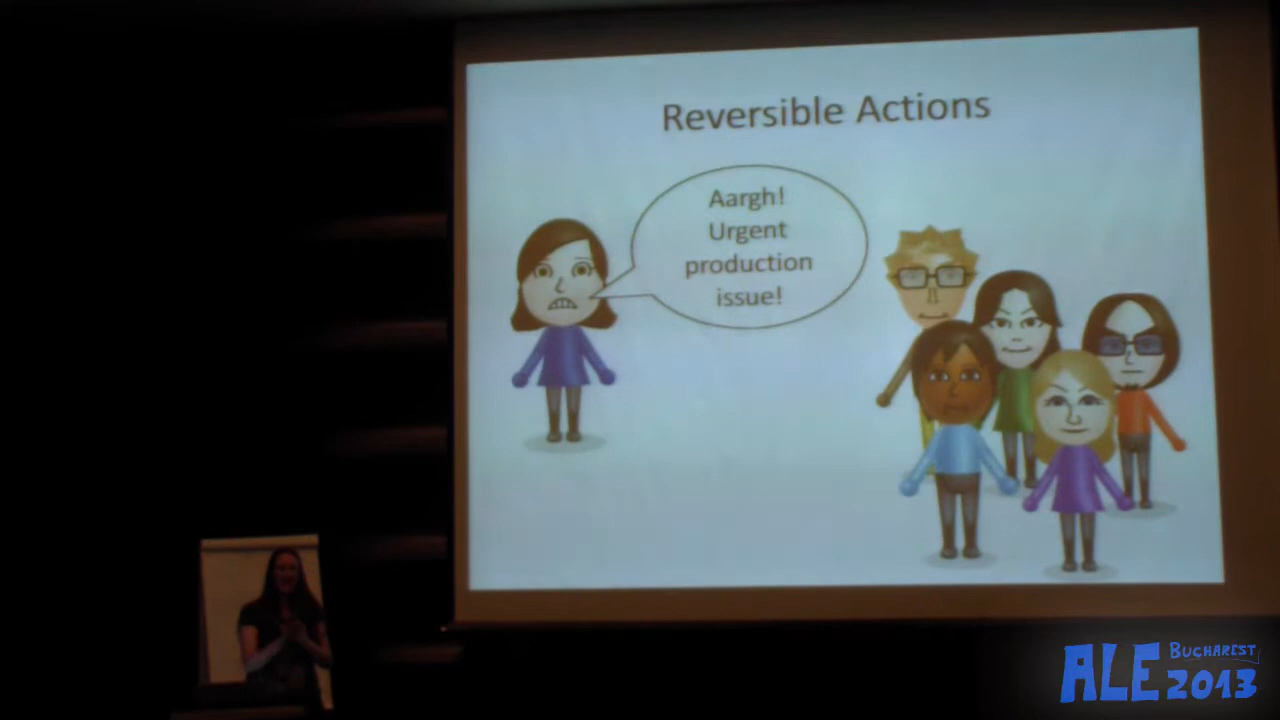 Reversible Actions
Aargh!
Urgent
production
issue!
ALE BUCHAREST
2013